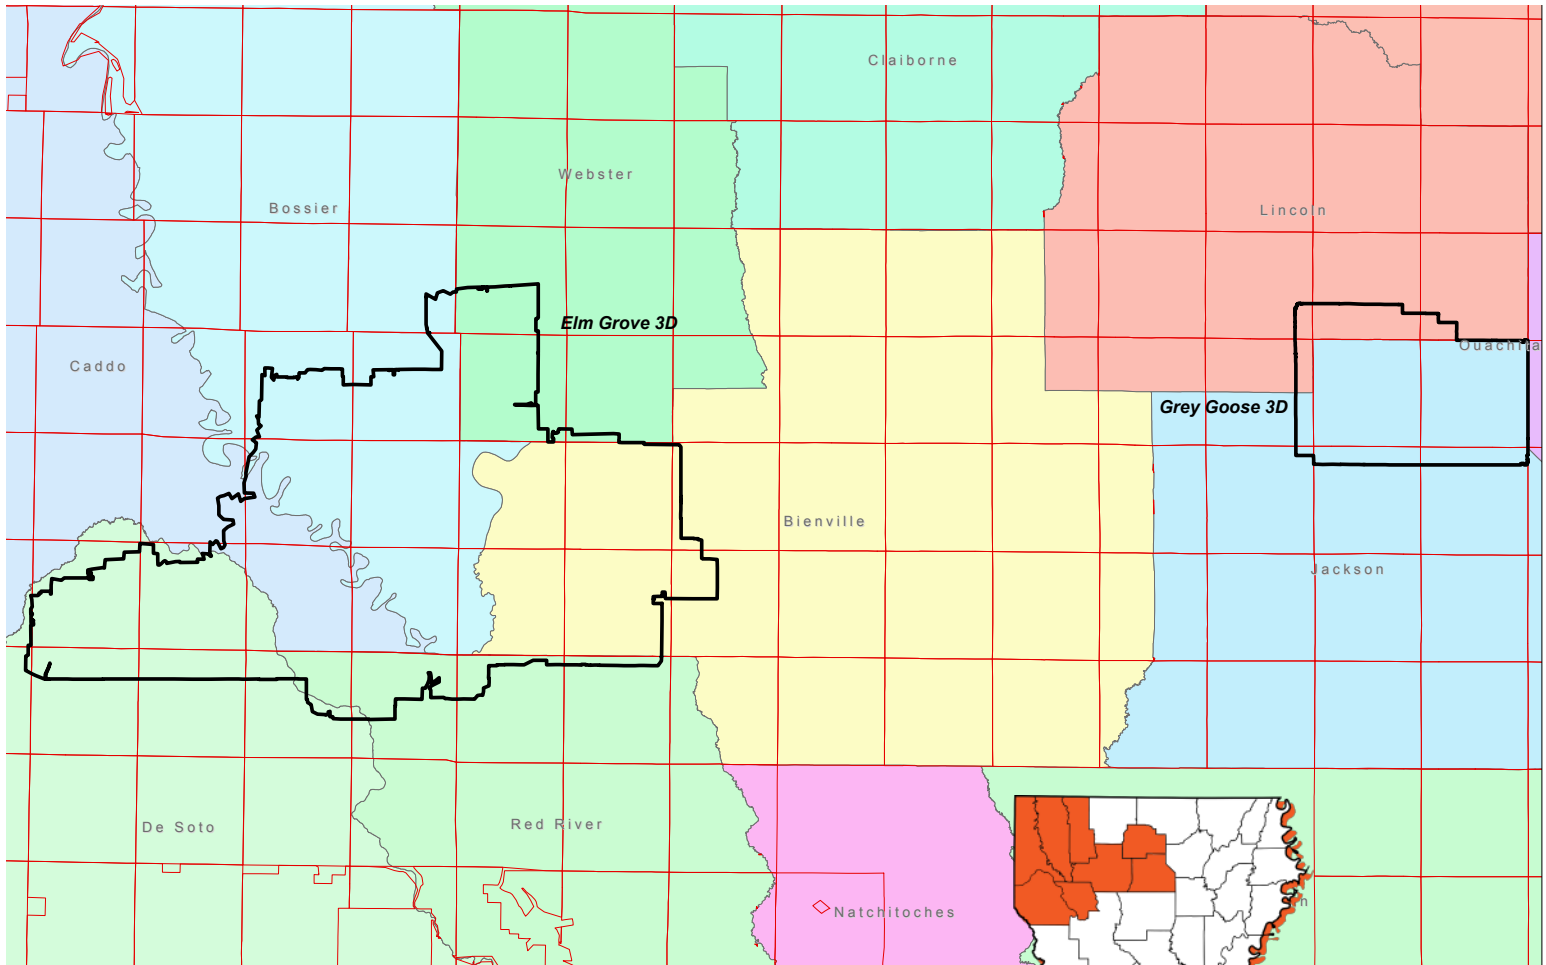 Claiborne
Webster
Bossier
Lincoln
Elm Grove 3D
Ouachita
Caddo
Grey Goose 3D
Bienville
Jackson
Red River
De Soto
Natchitoches